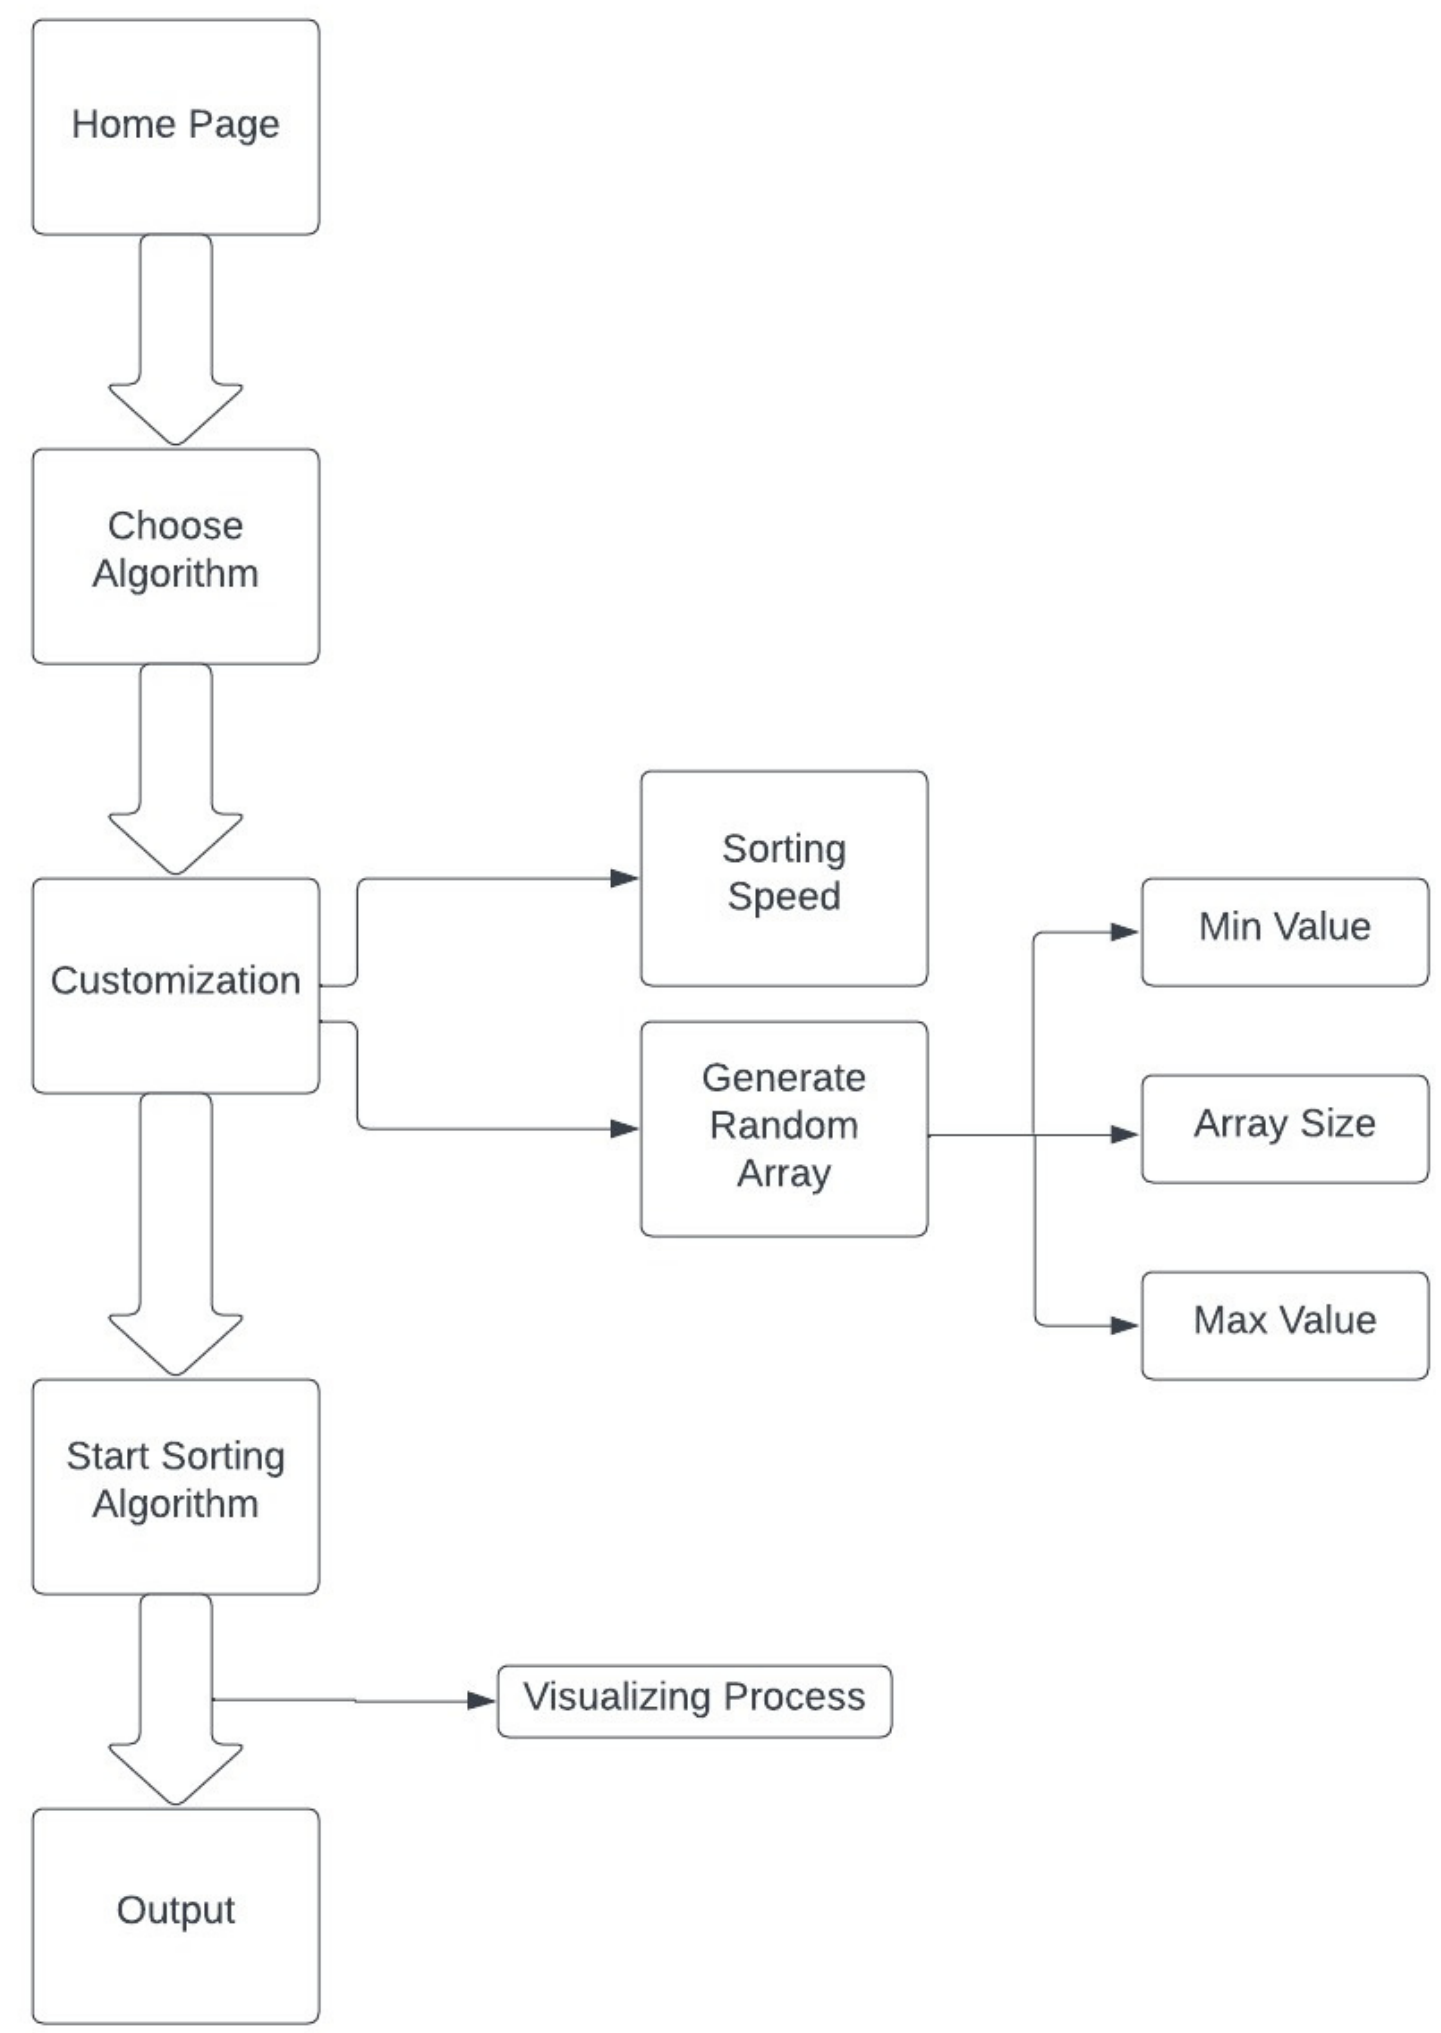 Home Page
Choose
Algorithm
Sorting
Speed
Min Value
Customization
Generate
Random
Array
Array Size
Max Value
Start Sorting
Algorithm
Visualizing Process
Output